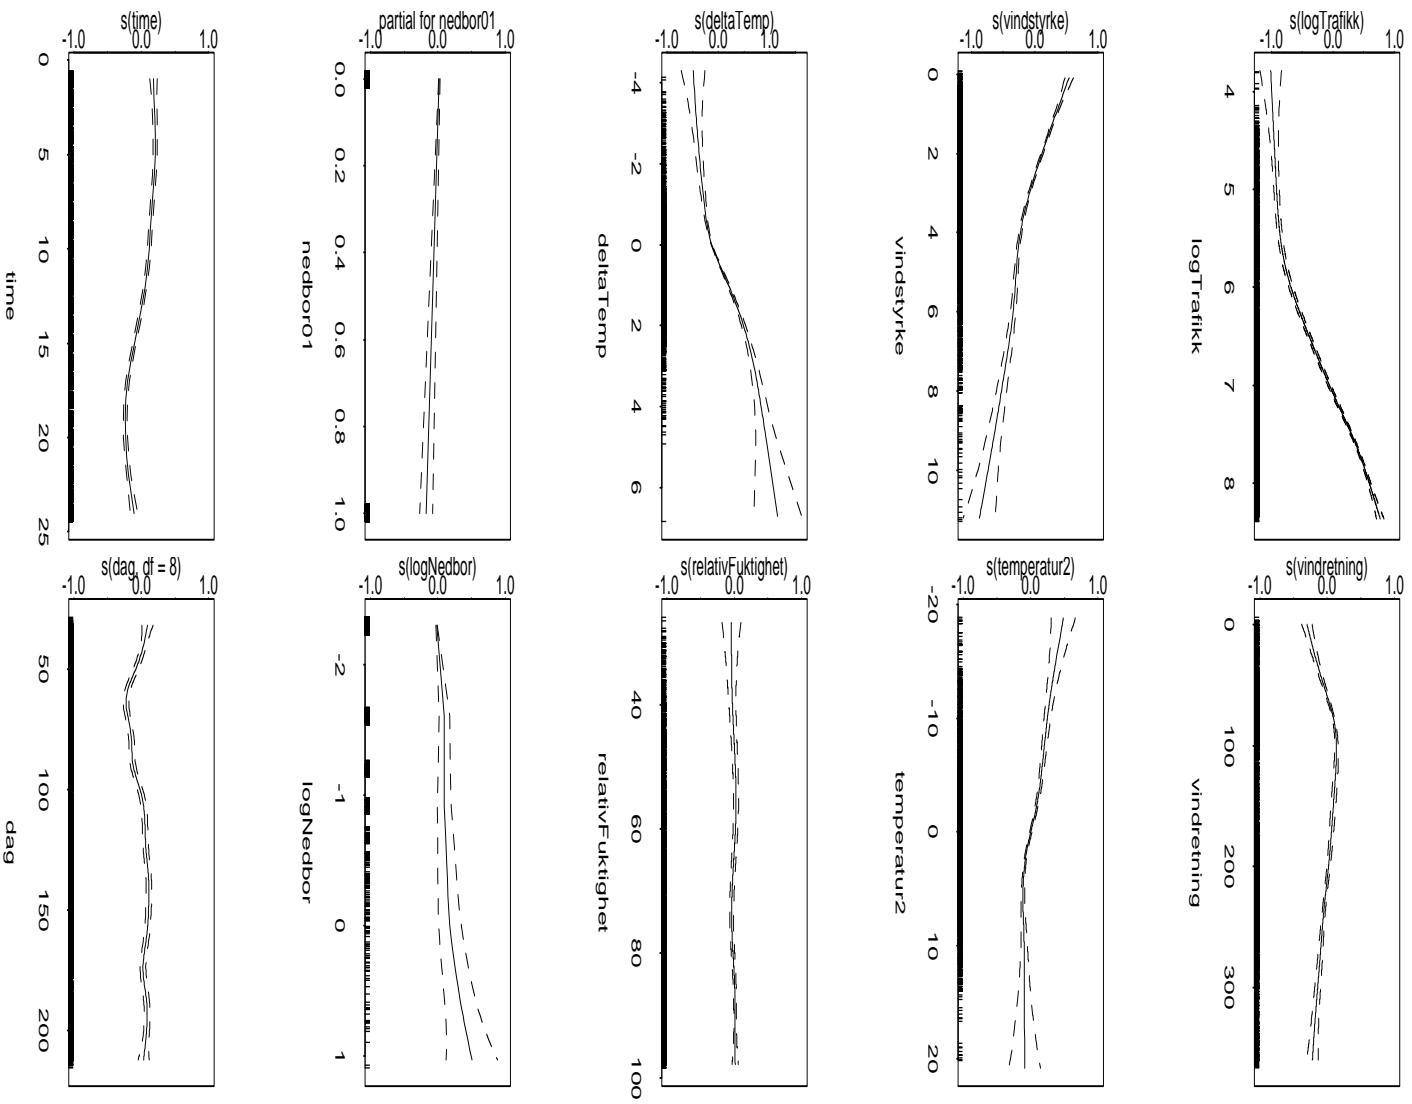 s(time)
-1.0 0.0 1.0
0 5 10 15 20 25
time
partial for nedbor01
-1.0 0.0 1.0
0.0 0.2 0.4 0.6 0.8 1.0
nedbor01
s(deltaTemp)
-1.0 0.0 1.0
-4 -2 0 2 4 6
deltaTemp
s(vindstyrke)
-1.0 0.0 1.0
0 2 4 6 8 10
vindstyrke
s(logTrafikk)
-1.0 0.0 1.0
4 5 6 7 8
logTrafikk
s(dag, df = 8)
-1.0 0.0 1.0
50 100 150 200
dag
s(logNedbor)
-1.0 0.0 1.0
-2 -1 0 1
logNedbor
s(relativFuktighet)
-1.0 0.0 1.0
40 60 80 100
relativFuktighet
s(temperatur2)
-1.0 0.0 1.0
-20 -10 0 10 20
temperatur2
s(vindretning)
-1.0 0.0 1.0
0 100 200 300
vindretning